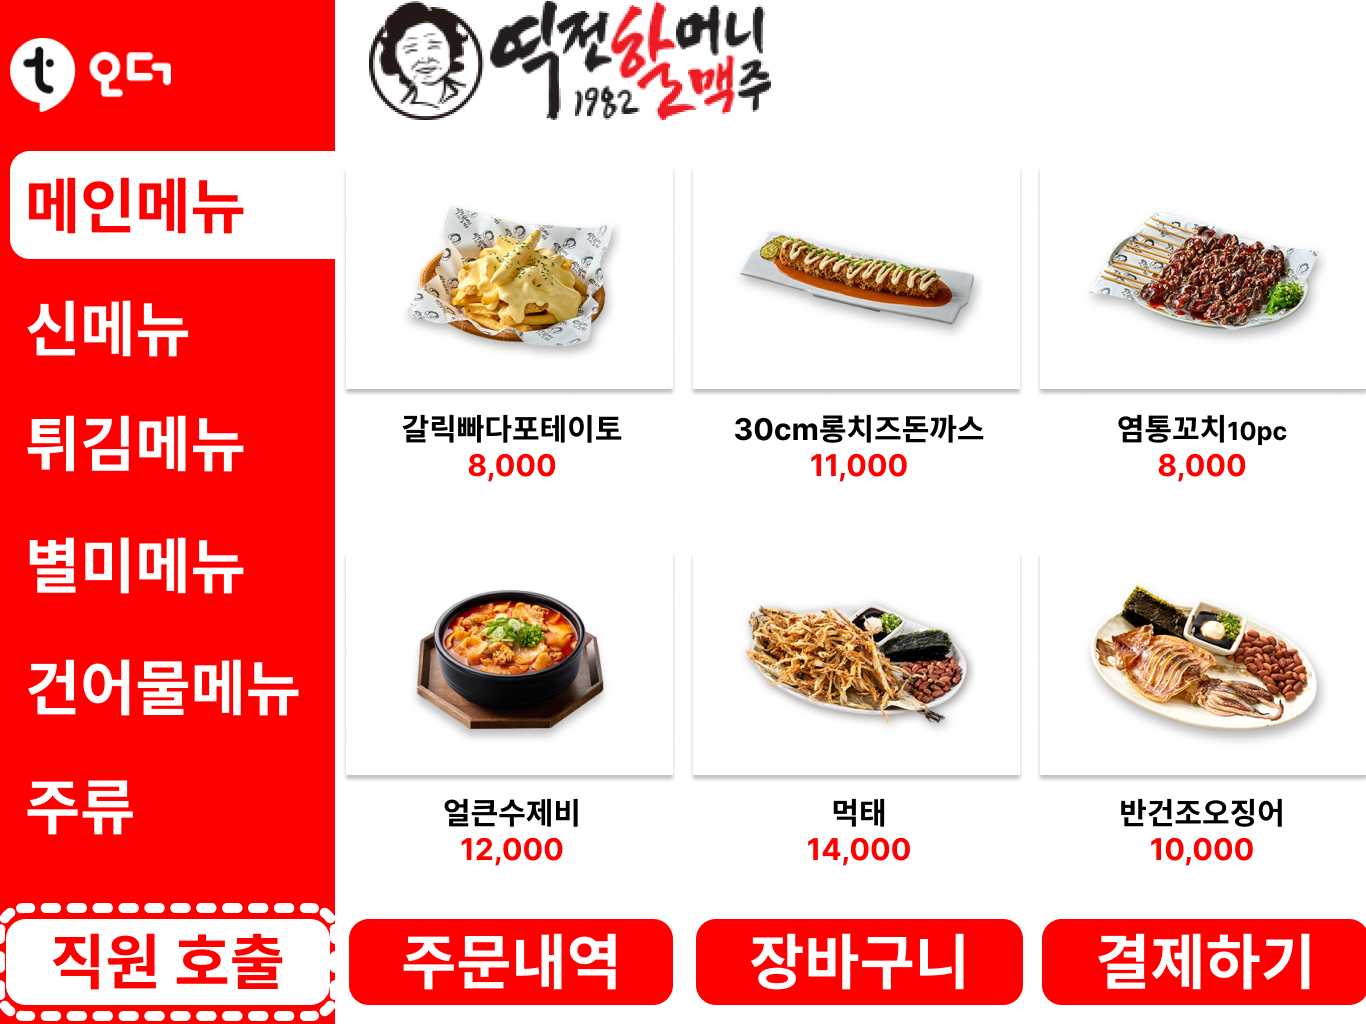 t 오더
역전할머니
1982 맥주
메인메뉴
신메뉴
튀김메뉴
별미메뉴
건어물메뉴
주류
직원 호출
갈릭빠다포테이토
8,000
30cm롱치즈돈까스
11,000
염통꼬치10pc
8,000
얼큰수제비
12,000
먹태
14,000
반건조오징어
10,000
주문내역
장바구니
결제하기